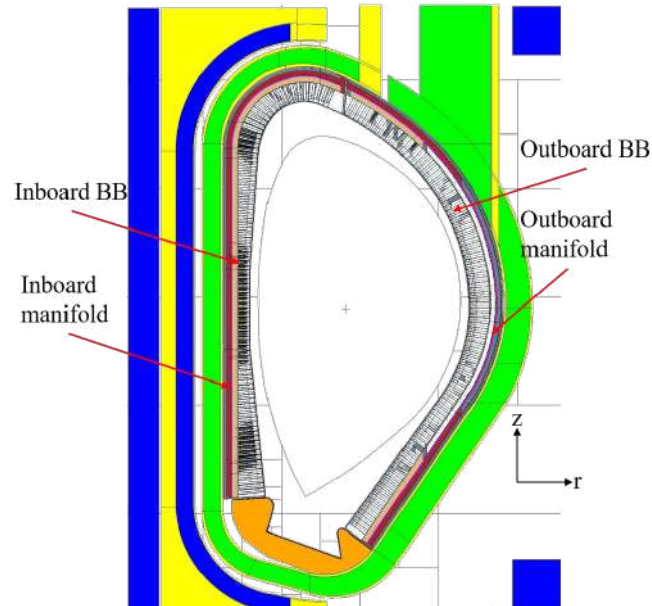 Inboard BB
Inboard
manifold
Outboard BB
Outboard
manifold
z
r